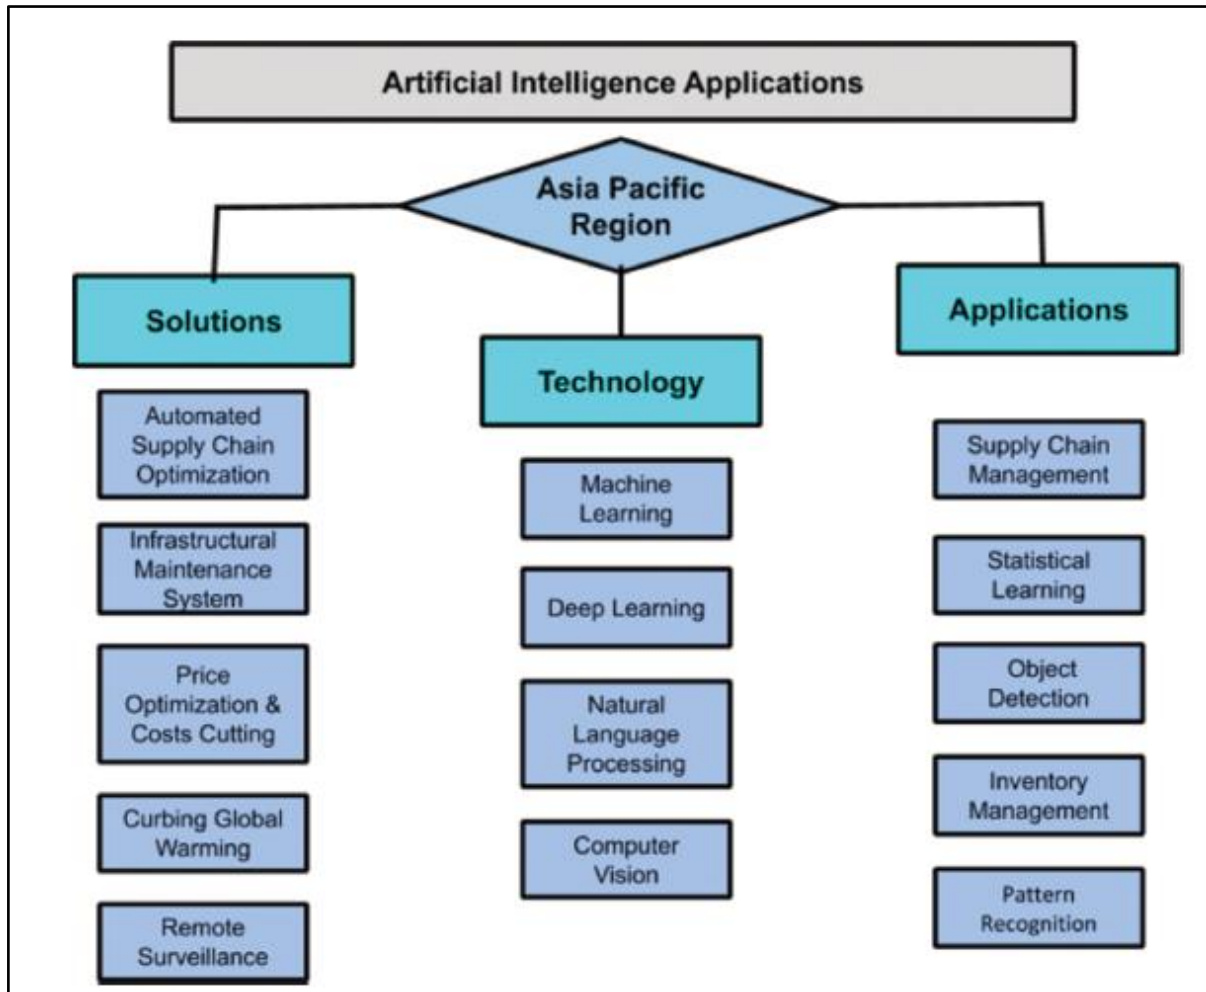 Artificial Intelligence Applications
Asia Pacific
Region
Solutions
Automated
Supply Chain
Optimization
Infrastructural
Maintenance
System
Price
Optimization &
Costs Cutting
Curbing Global
Warming
Remote
Surveillance
Technology
Machine
Learning
Deep Learning
Natural
Language
Processing
Computer
Vision
Applications
Supply Chain
Management
Statistical
Learning
Object
Detection
Inventory
Management
Pattern
Recognition